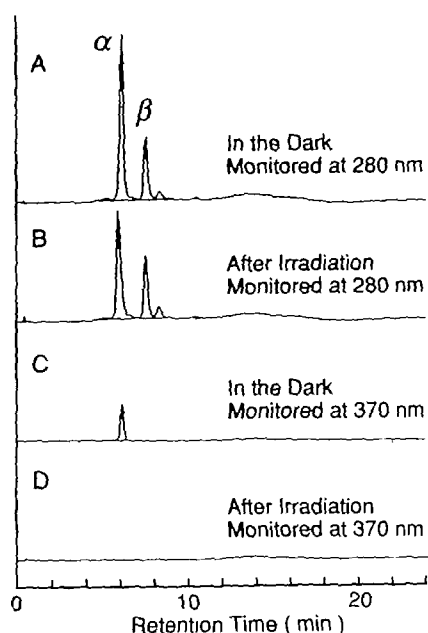 A
α
β
In the Dark
Monitored at 280 nm
B
After Irradiation
Monitored at 280 nm
C
In the Dark
Monitored at 370 nm
D
After Irradiation
Monitored at 370 nm
0 10 20
Retention Time ( min )